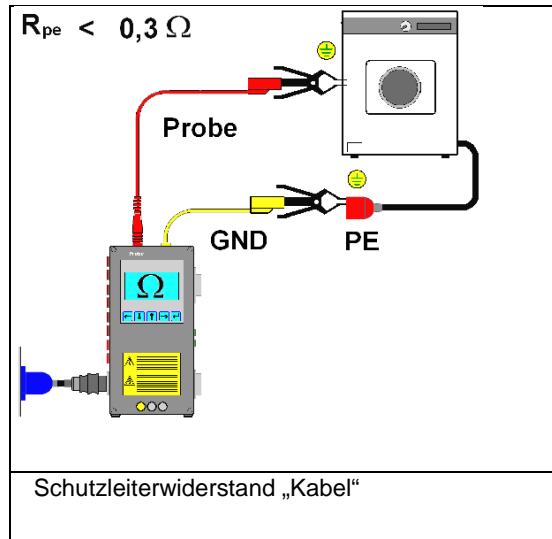 Rpe < 0,3 Ω
Probe
GND
PE
Probe
Ω
Schutzleiterwiderstand „Kabel“